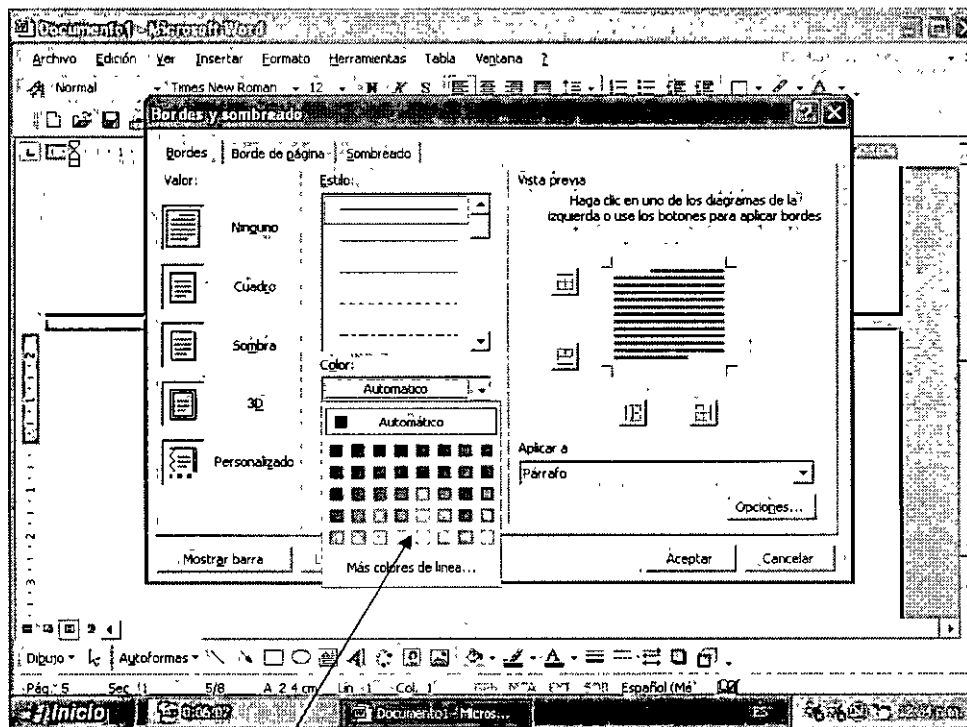 Documento1 - Microsoft Word
Archivo Edición Ver Insertar Formato Herramientas Tabla Ventana ?
Normal Times New Roman 12 N K S
Bordes y sombreado
Bordes Borde de página Sombreado
Valor: Estilo: Vista previa
Haga clic en uno de los diagramas de la
izquierda o use los botones para aplicar bordes
Ninguno
Cuadro
Sombra
Color:
Automatico
3D
Automático
Personalizado
Aplicar a
Párrafo
Opciones...
Mostrar barra Aceptar Cancelar
Más colores de linea...
Dibujo Autoformas
Pág. 5 Sec. 1 5/8 A 2.4 cm Lín. 1 Col. 1 Español (Mé
Inicio Documento1 - Micros... ES